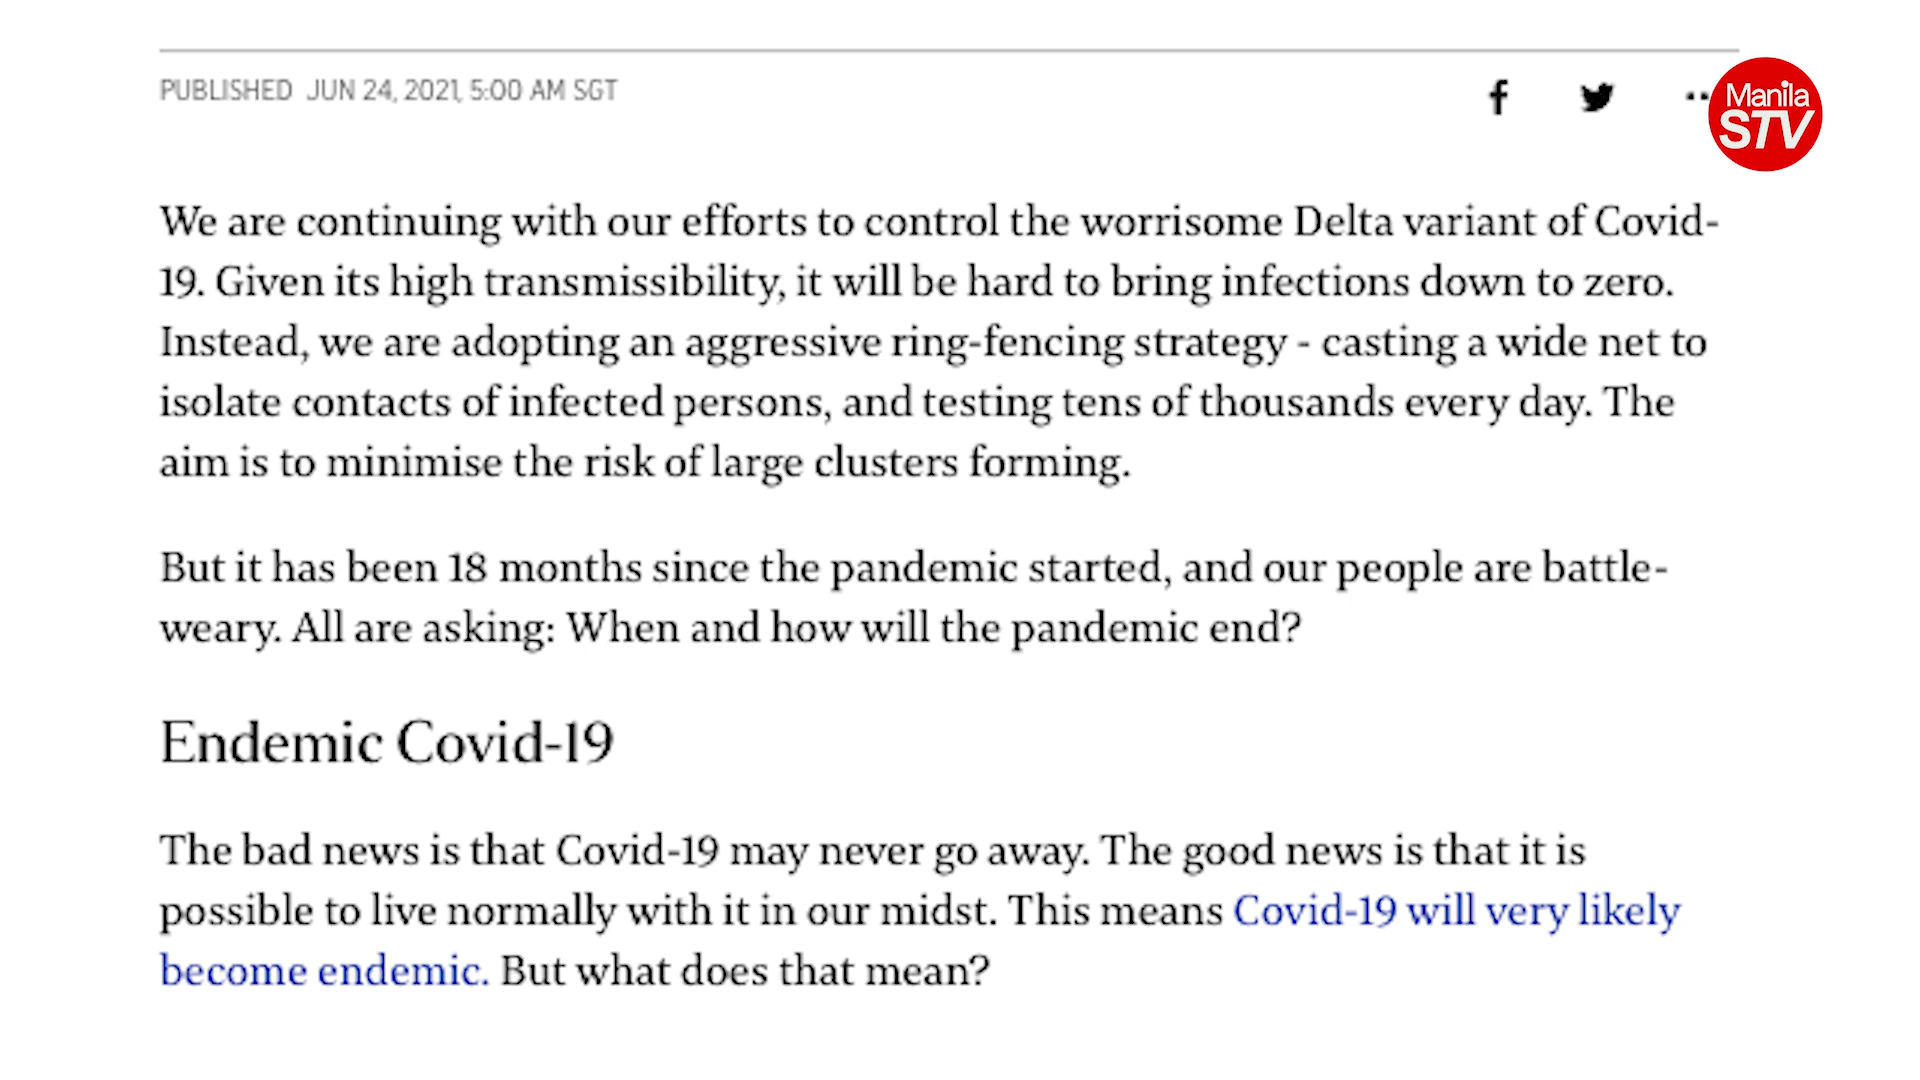 PUBLISHED JUN 24, 2021, 5:00 AM SGT
Manila
STV
We are continuing with our efforts to control the worrisome Delta variant of Covid-
19. Given its high transmissibility, it will be hard to bring infections down to zero.
Instead, we are adopting an aggressive ring-fencing strategy - casting a wide net to
isolate contacts of infected persons, and testing tens of thousands every day. The
aim is to minimise the risk of large clusters forming.
But it has been 18 months since the pandemic started, and our people are battle-
weary. All are asking: When and how will the pandemic end?
Endemic Covid-19
The bad news is that Covid-19 may never go away. The good news is that it is
possible to live normally with it in our midst. This means Covid-19 will very likely
become endemic. But what does that mean?